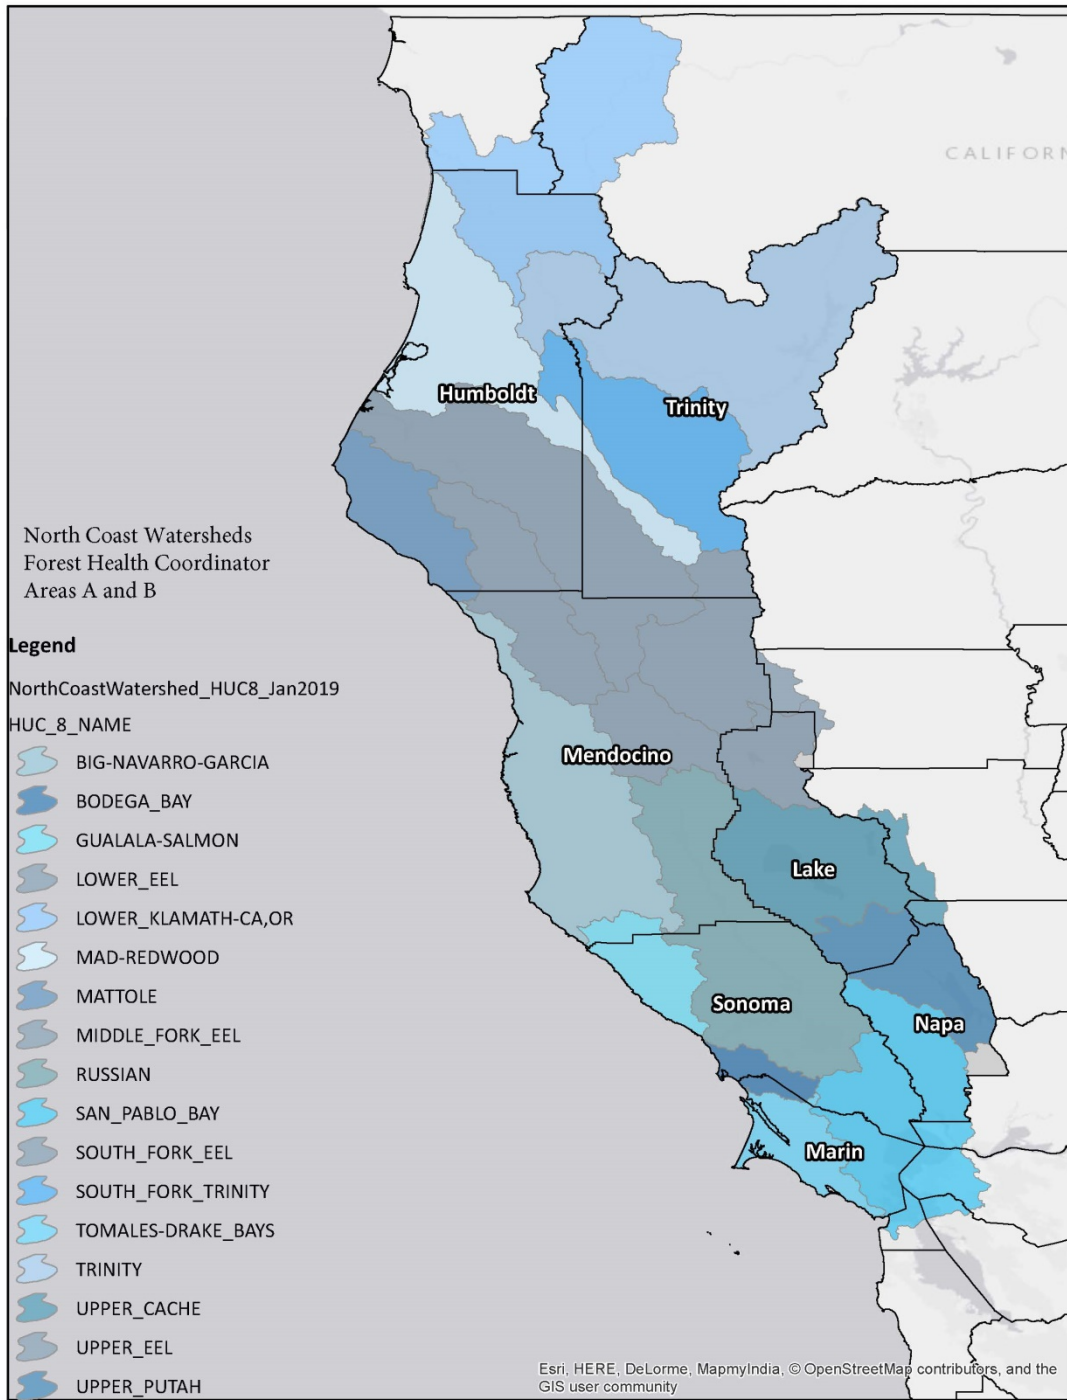 CALIFORN
Humboldt
Trinity
North Coast Watersheds
Forest Health Coordinator
Areas A and B
Legend
NorthCoastWatershed_HUC8_Jan2019
HUC_8_NAME
BIG-NAVARRO-GARCIA
BODEGA_BAY
GUALALA-SALMON
LOWER_EEL
LOWER_KLAMATH-CA,OR
MAD-REDWOOD
MATTOLE
MIDDLE_FORK_EEL
RUSSIAN
SAN_PABLO_BAY
SOUTH_FORK_EEL
SOUTH_FORK_TRINITY
TOMALES-DRAKE_BAYS
TRINITY
UPPER_CACHE
UPPER_EEL
UPPER_PUTAH
Mendocino
Lake
Sonoma
Napa
Marin
Esri, HERE, DeLorme, MapmyIndia, © OpenStreetMap contributors, and the
GIS user community